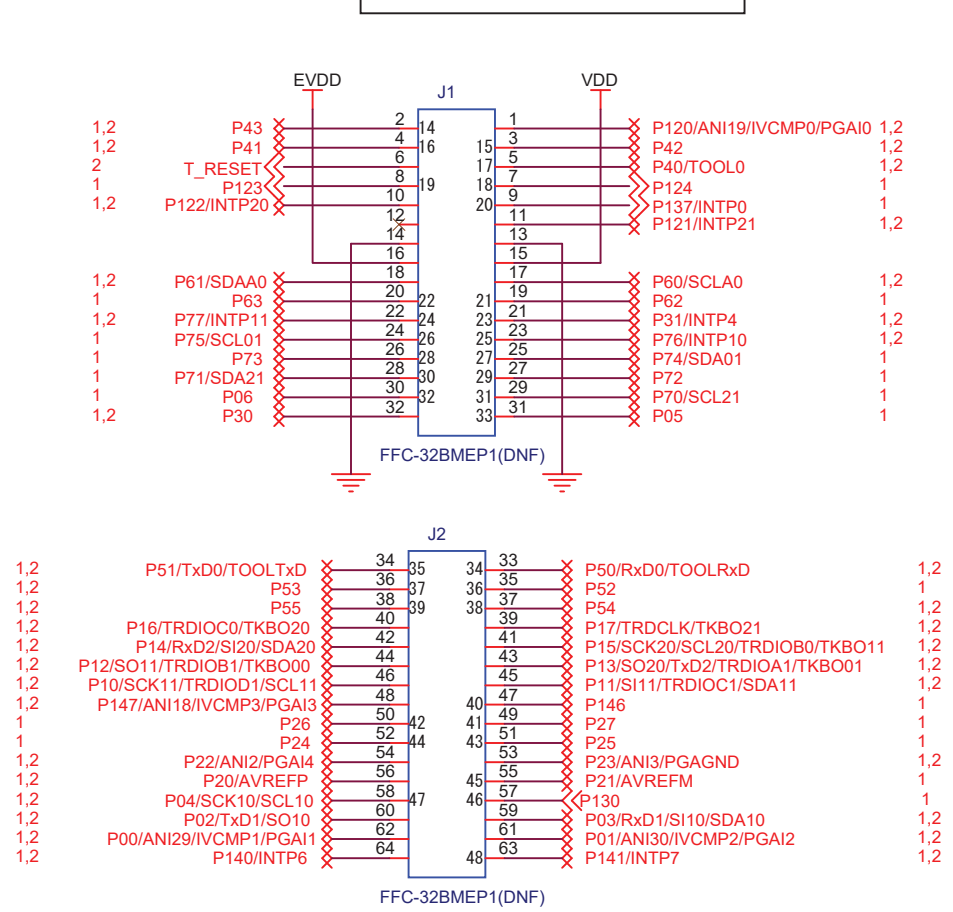 EVDD VDD
J1
1,2 P43 2 14 1 P120/ANI19/IVCMP0/PGAI0 1,2
1,2 P41 4 16 15 3 P42 1,2
2 T_RESET 6 17 5 P40/TOOL0 1,2
1 P123 8 19 18 7 P124 1
1,2 P122/INTP20 10 20 9 P137/INTP0 1
12 11 P121/INTP21 1,2
14 13
16 15
1,2 P61/SDAA0 18 17 P60/SCLA0 1,2
1 P63 20 22 21 19 P62 1
1,2 P77/INTP11 22 24 23 21 P31/INTP4 1,2
1 P75/SCL01 24 26 25 23 P76/INTP10 1,2
1 P73 26 28 27 25 P74/SDA01 1
1 P71/SDA21 28 30 29 27 P72 1
1 P06 30 32 31 29 P70/SCL21 1
1,2 P30 32 33 31 P05 1
FFC-32BMEP1(DNF)
J2
1,2 P51/TxD0/TOOLTxD 34 35 34 33 P50/RxD0/TOOLRxD 1,2
1,2 P53 36 37 36 35 P52 1
1,2 P55 38 39 38 37 P54 1,2
1,2 P16/TRDIOC0/TKBO20 40 39 P17/TRDCLK/TKBO21 1,2
1,2 P14/RxD2/SI20/SDA20 42 41 P15/SCK20/SCL20/TRDIOB0/TKBO11 1,2
1,2 P12/SO11/TRDIOB1/TKBO00 44 43 P13/SO20/TxD2/TRDIOA1/TKBO01 1,2
1,2 P10/SCK11/TRDIOD1/SCL11 46 45 P11/SI11/TRDIOC1/SDA11 1,2
1,2 P147/ANI18/IVCMP3/PGAI3 48 40 47 P146 1
1 P26 50 42 41 49 P27 1
1 P24 52 44 43 51 P25 1
1,2 P22/ANI2/PGAI4 54 53 P23/ANI3/PGAGND 1,2
1,2 P20/AVREFP 56 45 55 P21/AVREFM 1
1,2 P04/SCK10/SCL10 58 47 46 57 P130 1
1,2 P02/TxD1/SO10 60 59 P03/RxD1/SI10/SDA10 1,2
1,2 P00/ANI29/IVCMP1/PGAI1 62 61 P01/ANI30/IVCMP2/PGAI2 1,2
1,2 P140/INTP6 64 48 63 P141/INTP7 1,2
FFC-32BMEP1(DNF)